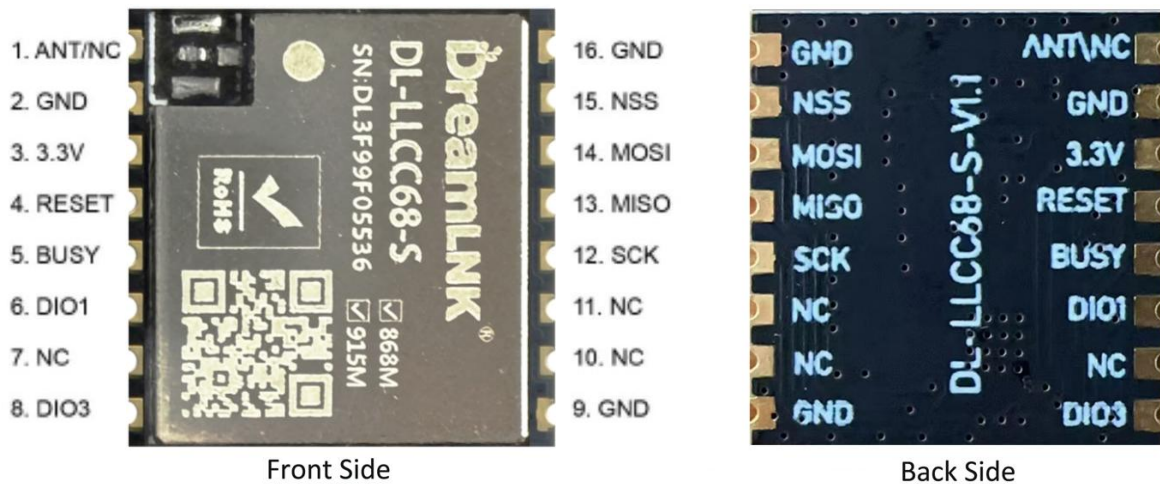 1. ANT/NC
2. GND
3. 3.3V
4. RESET
5. BUSY
6. DIO1
7. NC
8. DIO3
DreamLNK®
DL-LLCC68-S
SN:DL3F99F05536
RoHS
868M
915M
16. GND
15. NSS
14. MOSI
13. MISO
12. SCK
11. NC
10. NC
9. GND
Front Side
GND
NSS
MOSI
MISO
SCK
NC
NC
GND
DL-LLCC68-S-V1.1
ANT\NC
GND
3.3V
RESET
BUSY
DIO1
NC
DIO3
Back Side